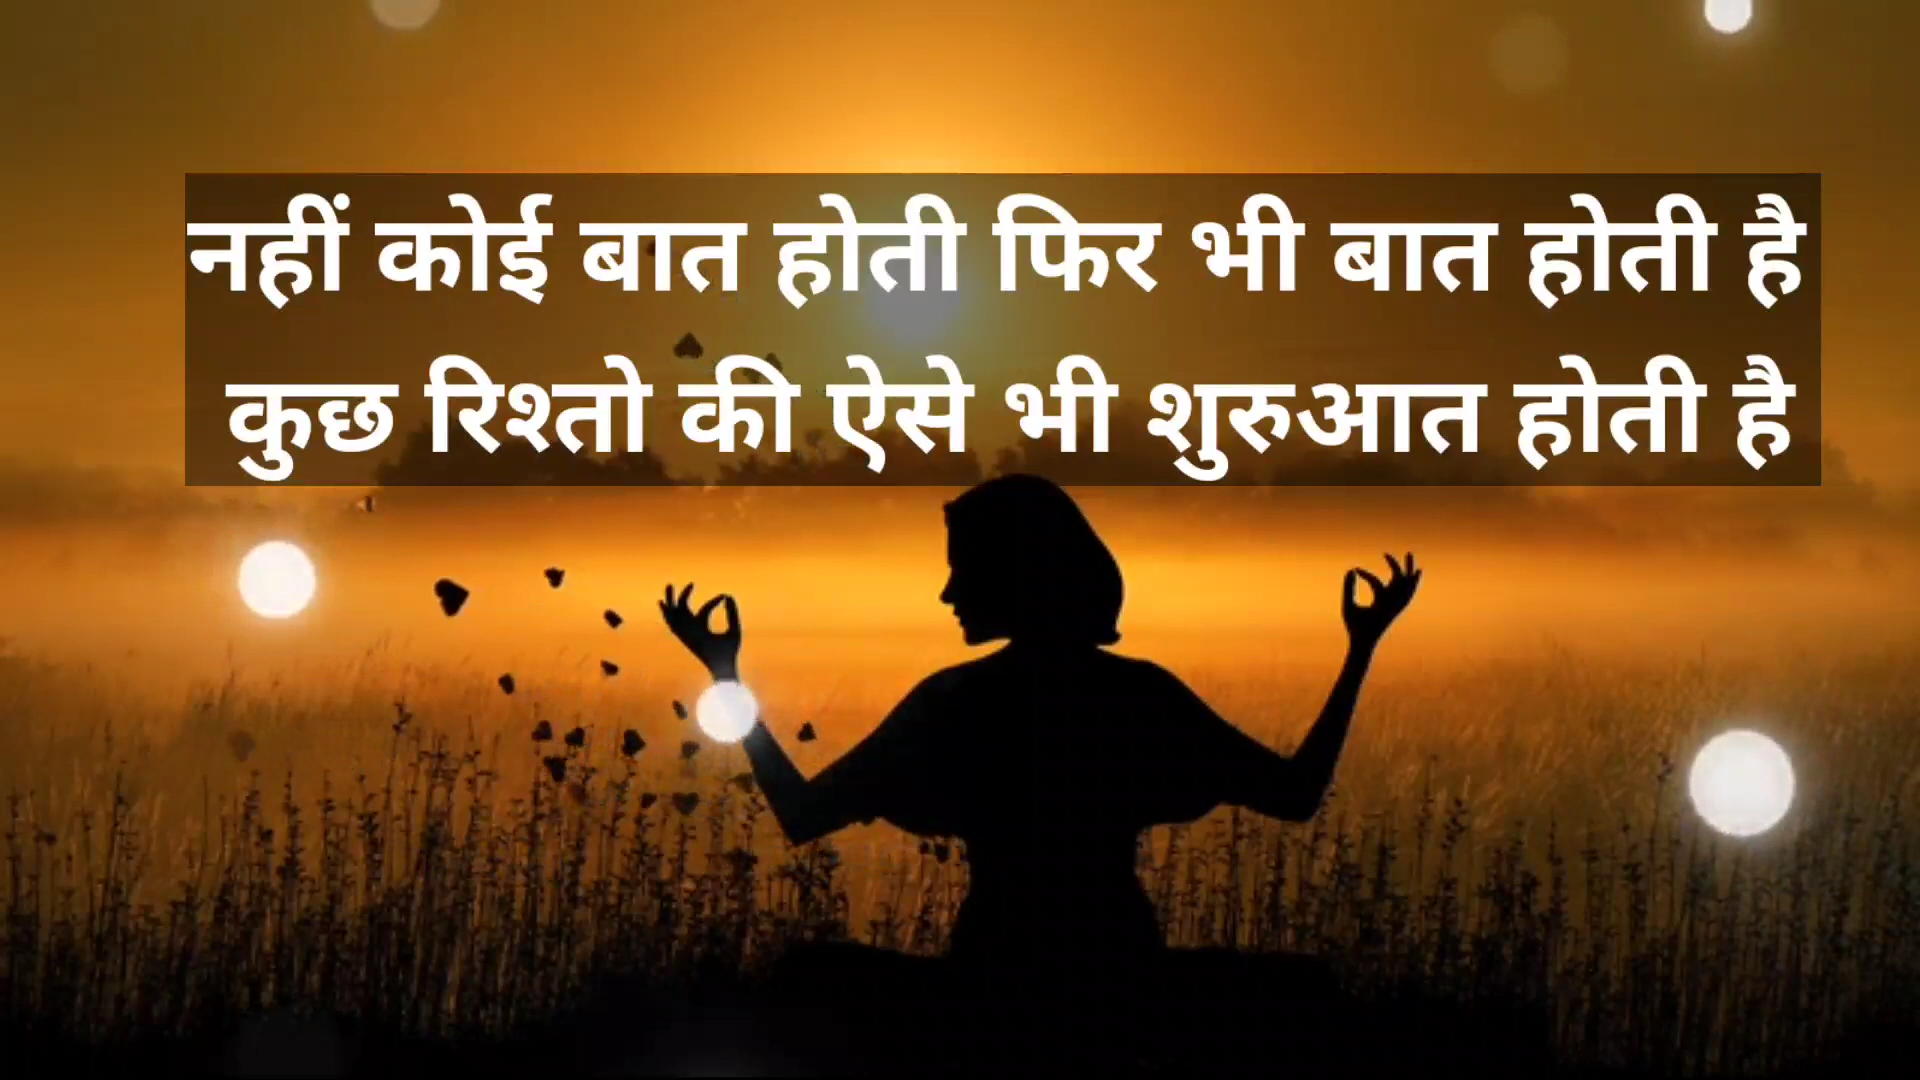 नहीं कोई बात होती फिर भी बात होती है
कुछ रिश्तो की ऐसे भी शुरुआत होती है